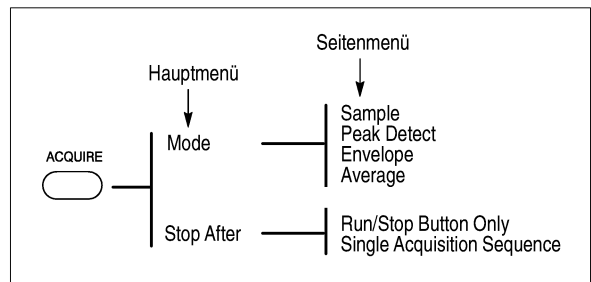 Seitenmenü
Hauptmenü
Sample
Peak Detect
Envelope
Average
Mode
ACQUIRE
Stop After
Run/Stop Button Only
Single Acquisition Sequence